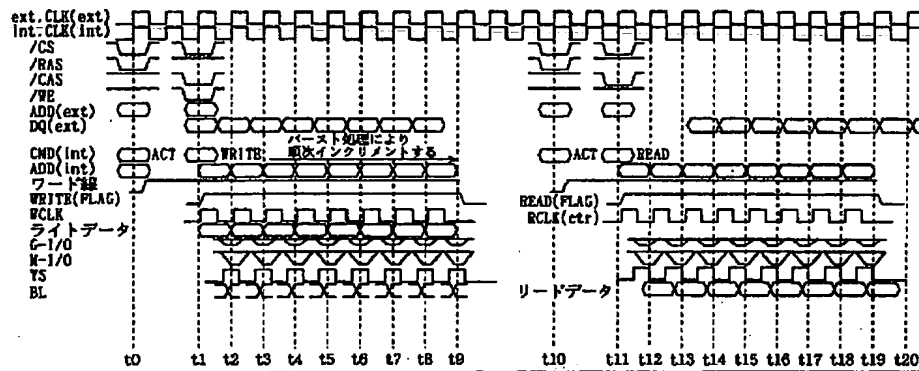 ext.CLK(ext)
int.CLK(int)
/CS
/RAS
/CAS
/WE
ADD(ext)
DQ(ext)
バースト処理により
CMD(int) ACT WRITE 順次インクリメントする ACT READ
ADD(int)
ワード線
WRITE(FLAG) READ(FLAG)
WCLK RCLK(ctr)
ライトデータ
G-I/O
M-I/O
YS
BL リードデータ
t0 t1 t2 t3 t4 t5 t6 t7 t8 t9 t10 t11 t12 t13 t14 t15 t16 t17 t18 t19 t20